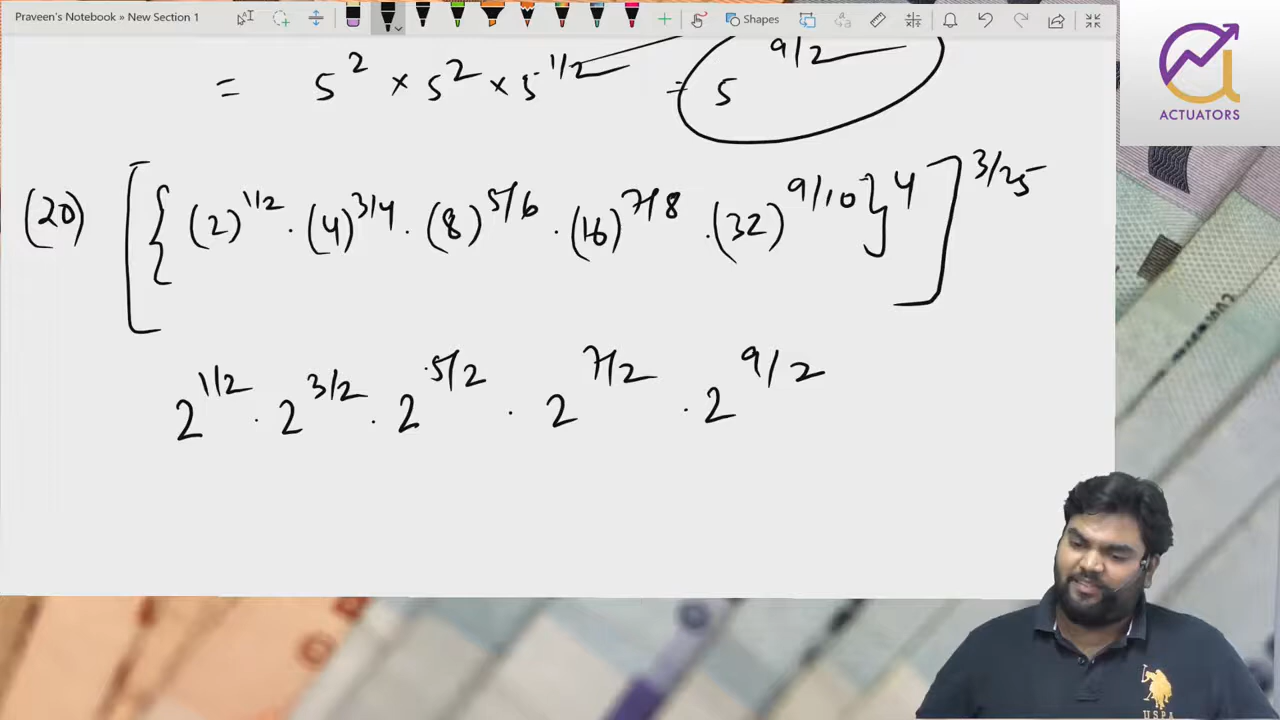 Praveen's Notebook » New Section 1
Shapes
ACTUATORS
= 5^2 × 5^2 × 5^1/2 = 5^9/2
(20) [{(2)^1/2 . (4)^3/4 . (8)^5/6 . (16)^7/8 . (32)^9/10}^4]^3/25
2^1/2 . 2^3/2 . 2^5/2 . 2^7/2 . 2^9/2
USPA